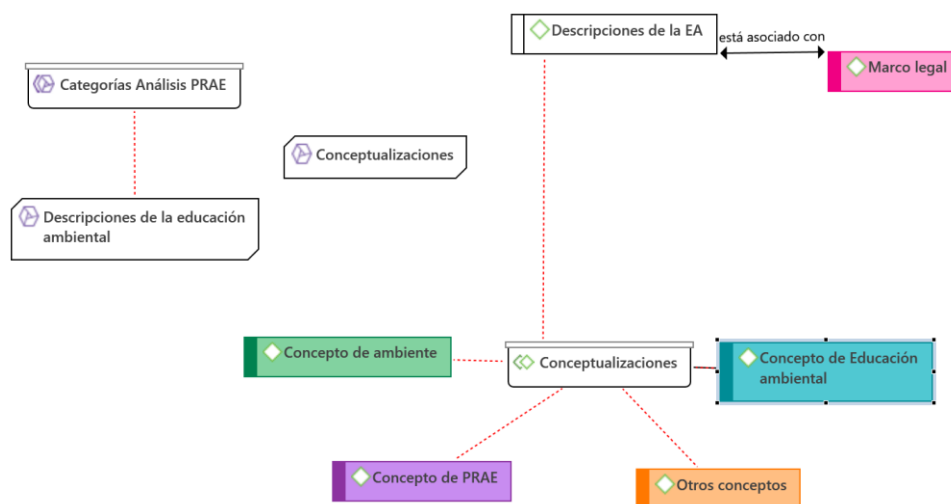 Descripciones de la EA
está asociado con
Marco legal
Categorías Análisis PRAE
Conceptualizaciones
Descripciones de la educación
ambiental
Concepto de ambiente
Conceptualizaciones
Concepto de Educación
ambiental
Concepto de PRAE
Otros conceptos